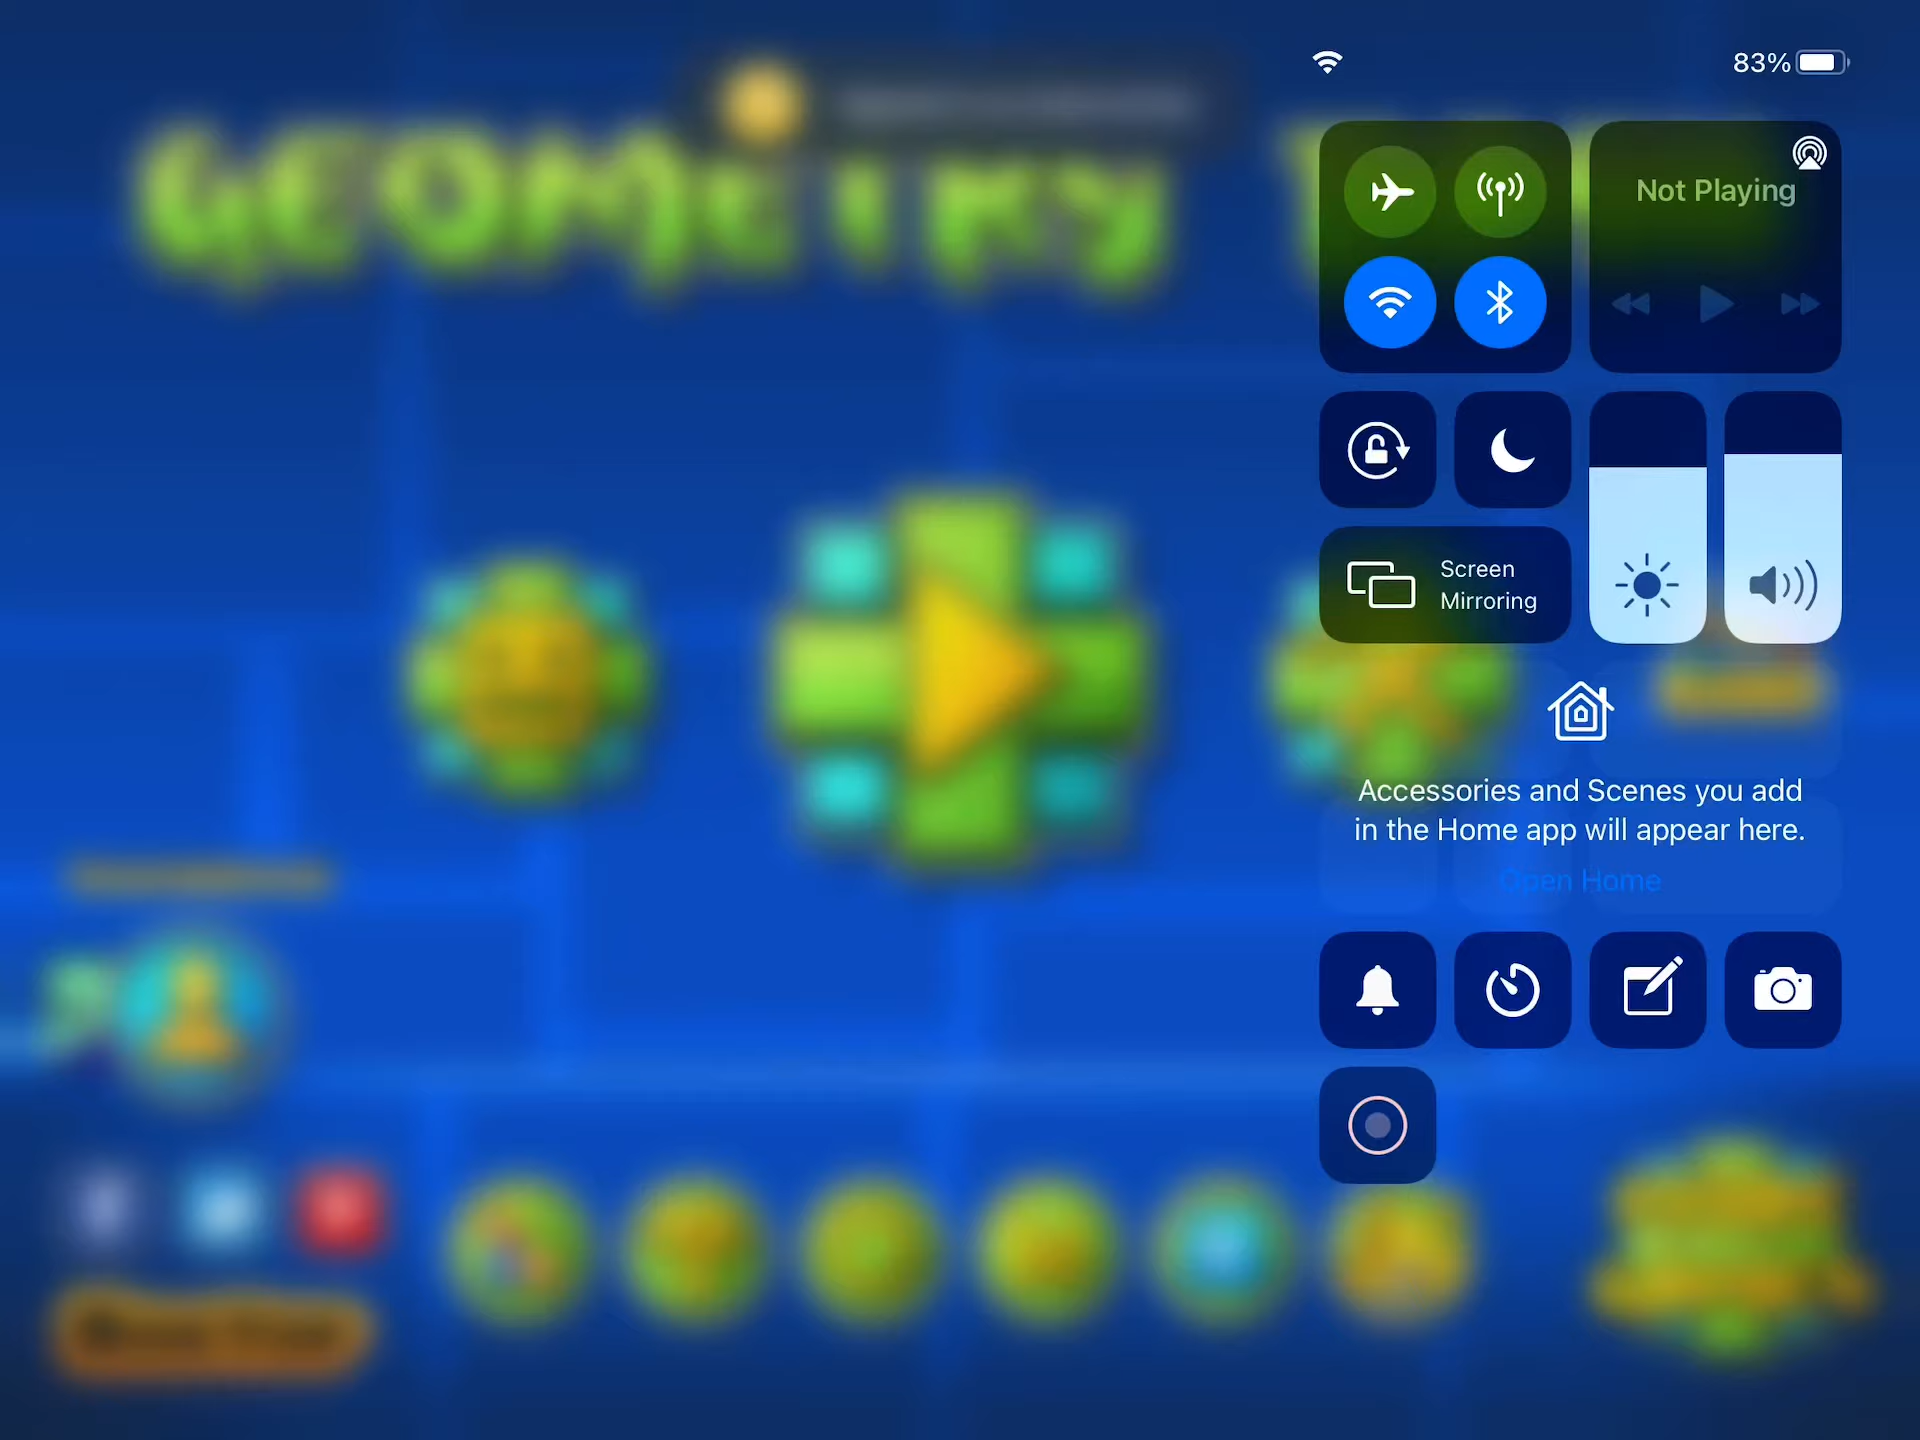 83%
GEOMETRY
Not Playing
Screen
Mirroring
Accessories and Scenes you add
in the Home app will appear here.
Open Home